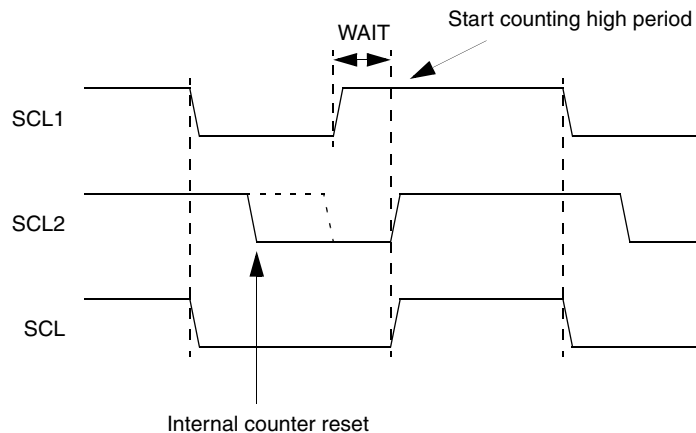 Start counting high period
WAIT
SCL1
SCL2
SCL
Internal counter reset